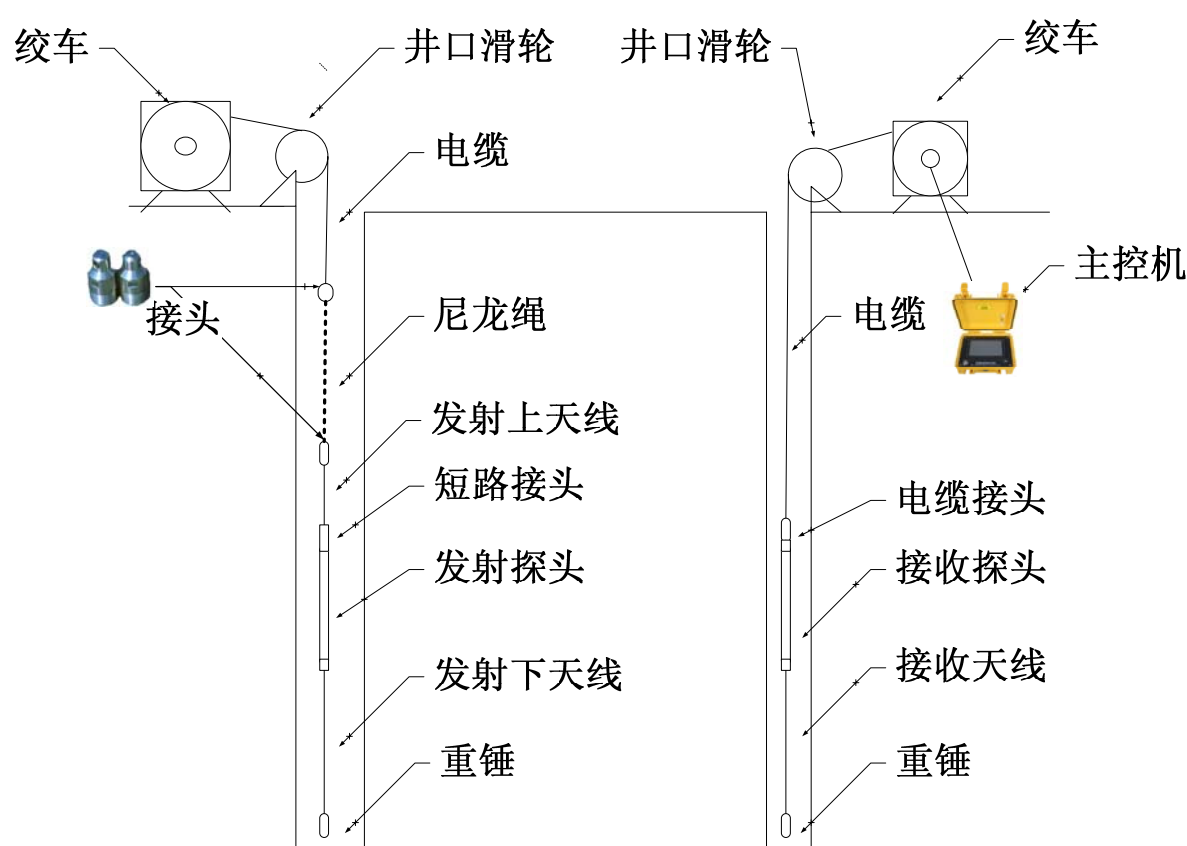 绞车
井口滑轮
井口滑轮
绞车
电缆
主控机
接头
尼龙绳
电缆
发射上天线
短路接头
电缆接头
发射探头
接收探头
发射下天线
接收天线
重锤
重锤